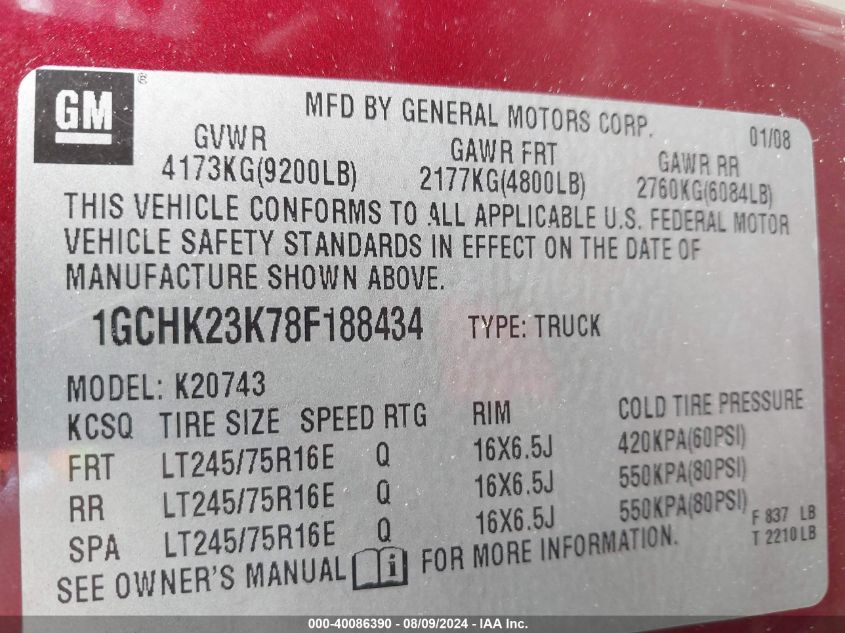 GM ®
MFD BY GENERAL MOTORS CORP. 01/08
GVWR GAWR FRT GAWR RR
4173KG(9200LB) 2177KG(4800LB) 2760KG(6084LB)
THIS VEHICLE CONFORMS TO ALL APPLICABLE U.S. FEDERAL MOTOR
VEHICLE SAFETY STANDARDS IN EFFECT ON THE DATE OF
MANUFACTURE SHOWN ABOVE.
1GCHK23K78F188434 TYPE: TRUCK
MODEL: K20743
KCSQ TIRE SIZE SPEED RTG RIM COLD TIRE PRESSURE
FRT LT245/75R16E Q 16X6.5J 420KPA(60PSI)
RR LT245/75R16E Q 16X6.5J 550KPA(80PSI)
SPA LT245/75R16E Q 16X6.5J 550KPA(80PSI)
F 837 LB
T 2210LB
SEE OWNER'S MANUAL i FOR MORE INFORMATION.
000-40086390 - 08/09/2024 - IAA Inc.